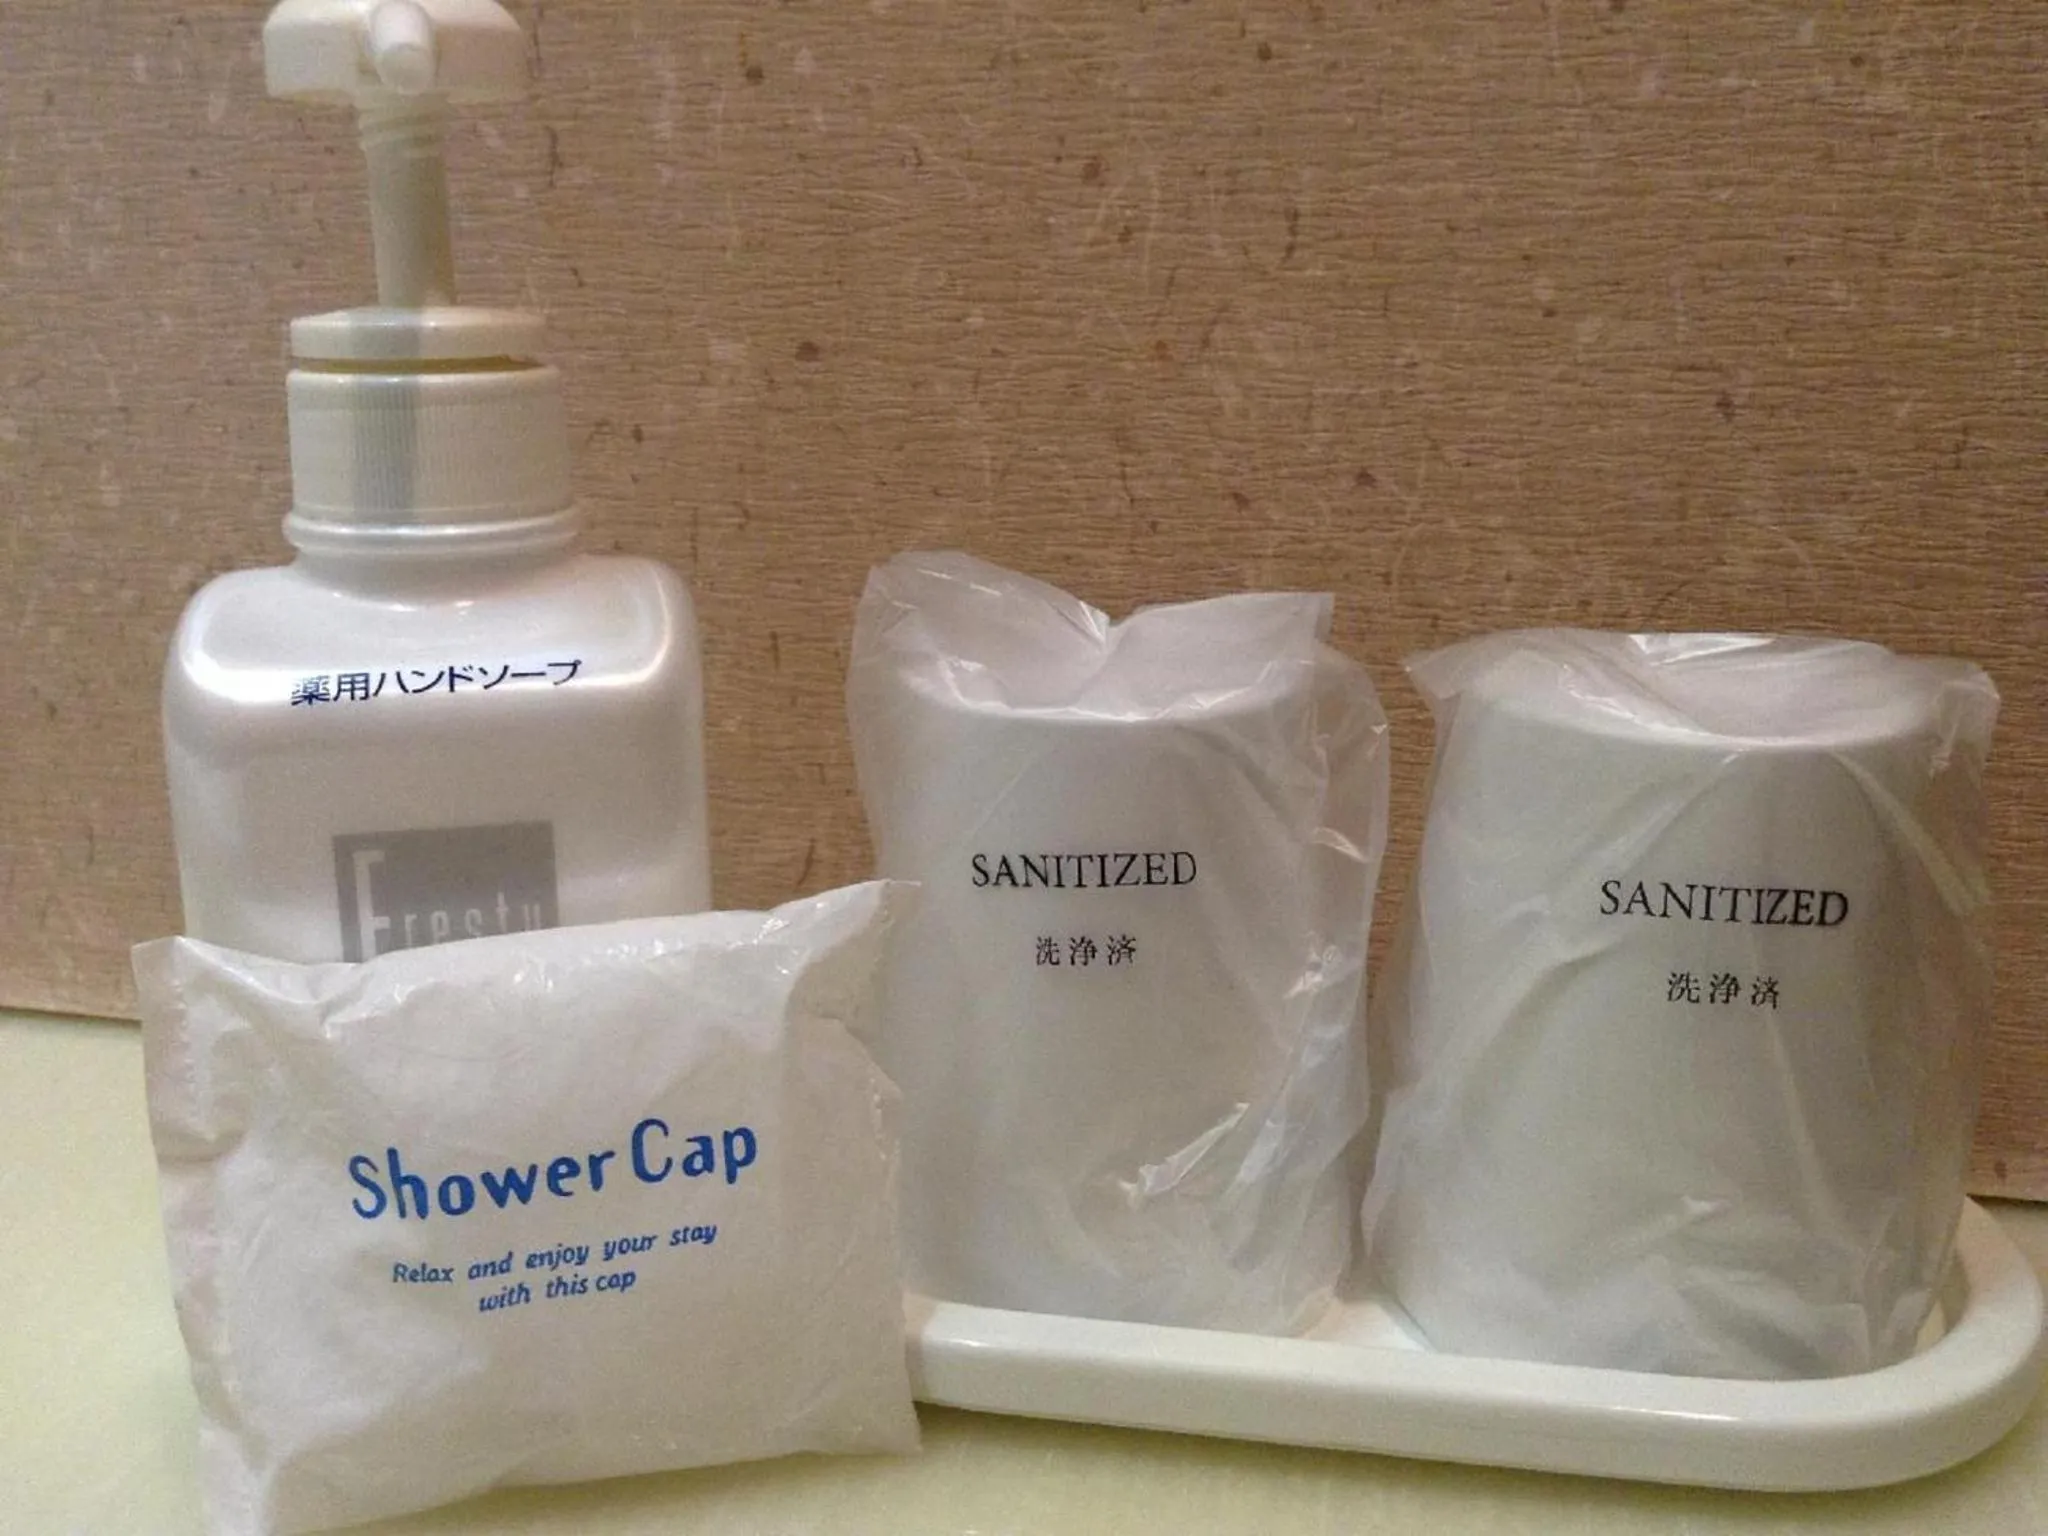 薬用ハンドソープ
Fresty
Shower Cap
Relax and enjoy your stay
with this cap
SANITIZED
洗浄済
SANITIZED
洗浄済